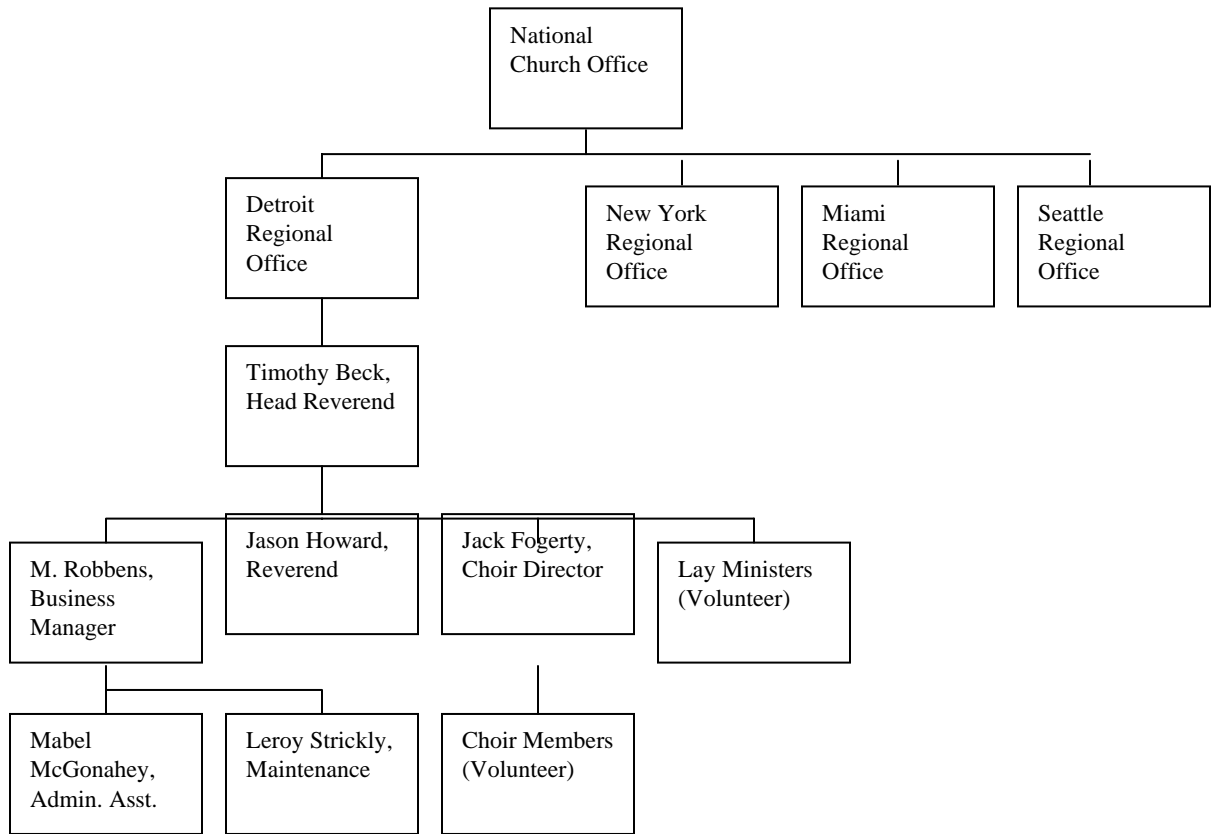 National
Church Office
Detroit
Regional
Office
New York
Regional
Office
Miami
Regional
Office
Seattle
Regional
Office
Timothy Beck,
Head Reverend
M. Robbens,
Business
Manager
Jason Howard,
Reverend
Jack Fogerty,
Choir Director
Lay Ministers
(Volunteer)
Mabel
McGonahey,
Admin. Asst.
Leroy Strickly,
Maintenance
Choir Members
(Volunteer)